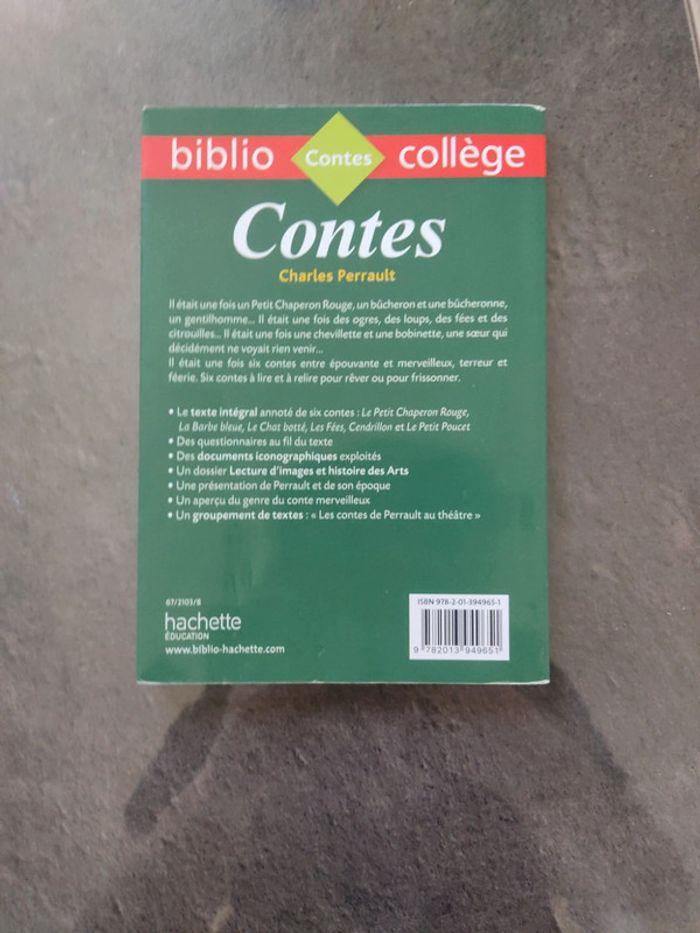 biblio Contes collège
Contes
Charles Perrault
Il était une fois un Petit Chaperon Rouge, un bûcheron et une bûcheronne,
un gentilhomme... Il était une fois des ogres, des loups, des fées et des
citrouilles... Il était une fois une chevillette et une bobinette, une sœur qui
décidément ne voyait rien venir...
Il était une fois six contes entre épouvante et merveilleux, terreur et
féerie. Six contes à lire et à relire pour rêver ou pour frissonner.
• Le texte intégral annoté de six contes : Le Petit Chaperon Rouge,
La Barbe bleue, Le Chat botté, Les Fées, Cendrillon et Le Petit Poucet
• Des questionnaires au fil du texte
• Des documents iconographiques exploités
• Un dossier Lecture d'images et histoire des Arts
• Une présentation de Perrault et de son époque
• Un aperçu du genre du conte merveilleux
• Un groupement de textes : « Les contes de Perrault au théâtre »
67/2103/8
hachette
ÉDUCATION
www.biblio-hachette.com
ISBN 978-2-01-394965-1
9 782013 949651